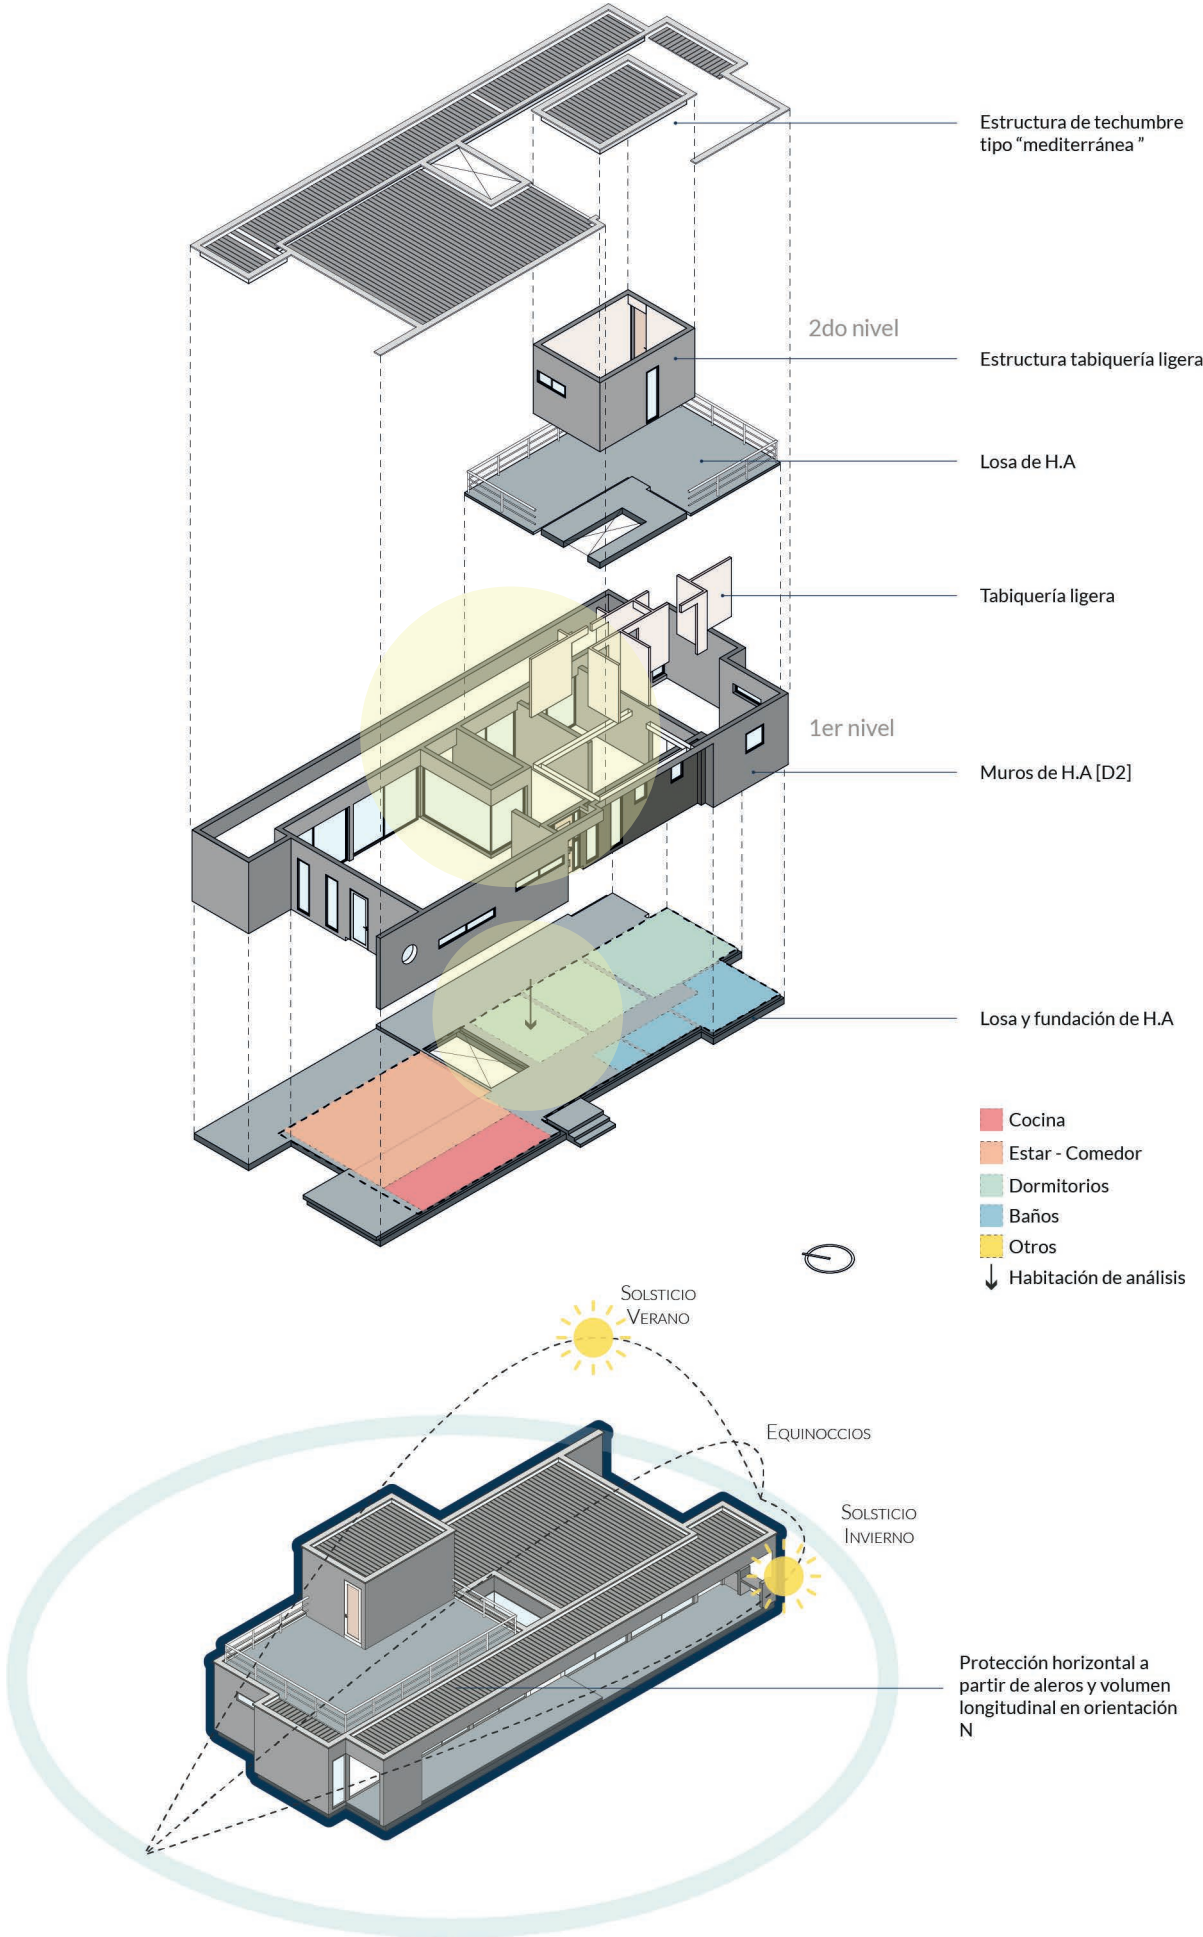 Estructura de techumbre
tipo “mediterránea ”
2do nivel
Estructura tabiquería ligera
Losa de H.A
Tabiquería ligera
1er nivel
Muros de H.A [D2]
Losa y fundación de H.A
Cocina
Estar - Comedor
Dormitorios
Baños
Otros
Habitación de análisis
Solsticio
Verano
Equinoccios
Solsticio
Invierno
Protección horizontal a
partir de aleros y volumen
longitudinal en orientación
N